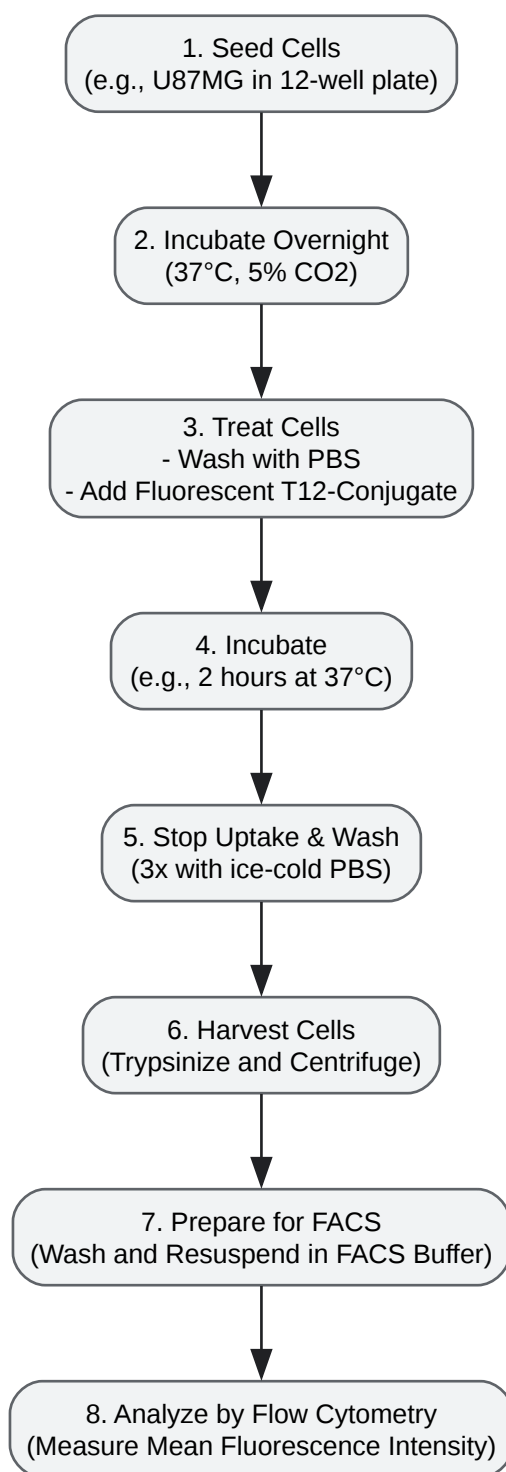 1. Seed Cells
(e.g., U87MG in 12-well plate)
2. Incubate Overnight
(37°C, 5% CO2)
3. Treat Cells
- Wash with PBS
- Add Fluorescent T12-Conjugate
4. Incubate
(e.g., 2 hours at 37°C)
5. Stop Uptake & Wash
(3x with ice-cold PBS)
6. Harvest Cells
(Trypsinize and Centrifuge)
7. Prepare for FACS
(Wash and Resuspend in FACS Buffer)
8. Analyze by Flow Cytometry
(Measure Mean Fluorescence Intensity)